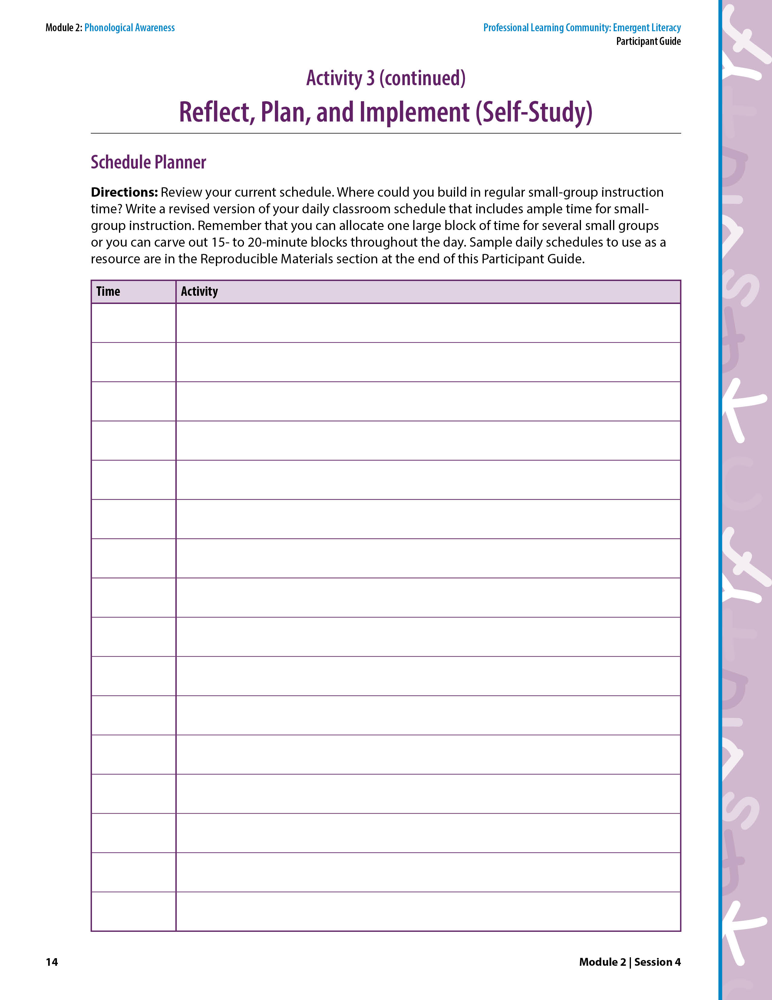 Module 2: Phonological Awareness
Professional Learning Community: Emergent Literacy
Participant Guide
Activity 3 (continued)
Reflect, Plan, and Implement (Self-Study)
Schedule Planner
Directions: Review your current schedule. Where could you build in regular small-group instruction
time? Write a revised version of your daily classroom schedule that includes ample time for small-
group instruction. Remember that you can allocate one large block of time for several small groups
or you can carve out 15- to 20-minute blocks throughout the day. Sample daily schedules to use as a
resource are in the Reproducible Materials section at the end of this Participant Guide.
Time Activity
14
Module 2 | Session 4